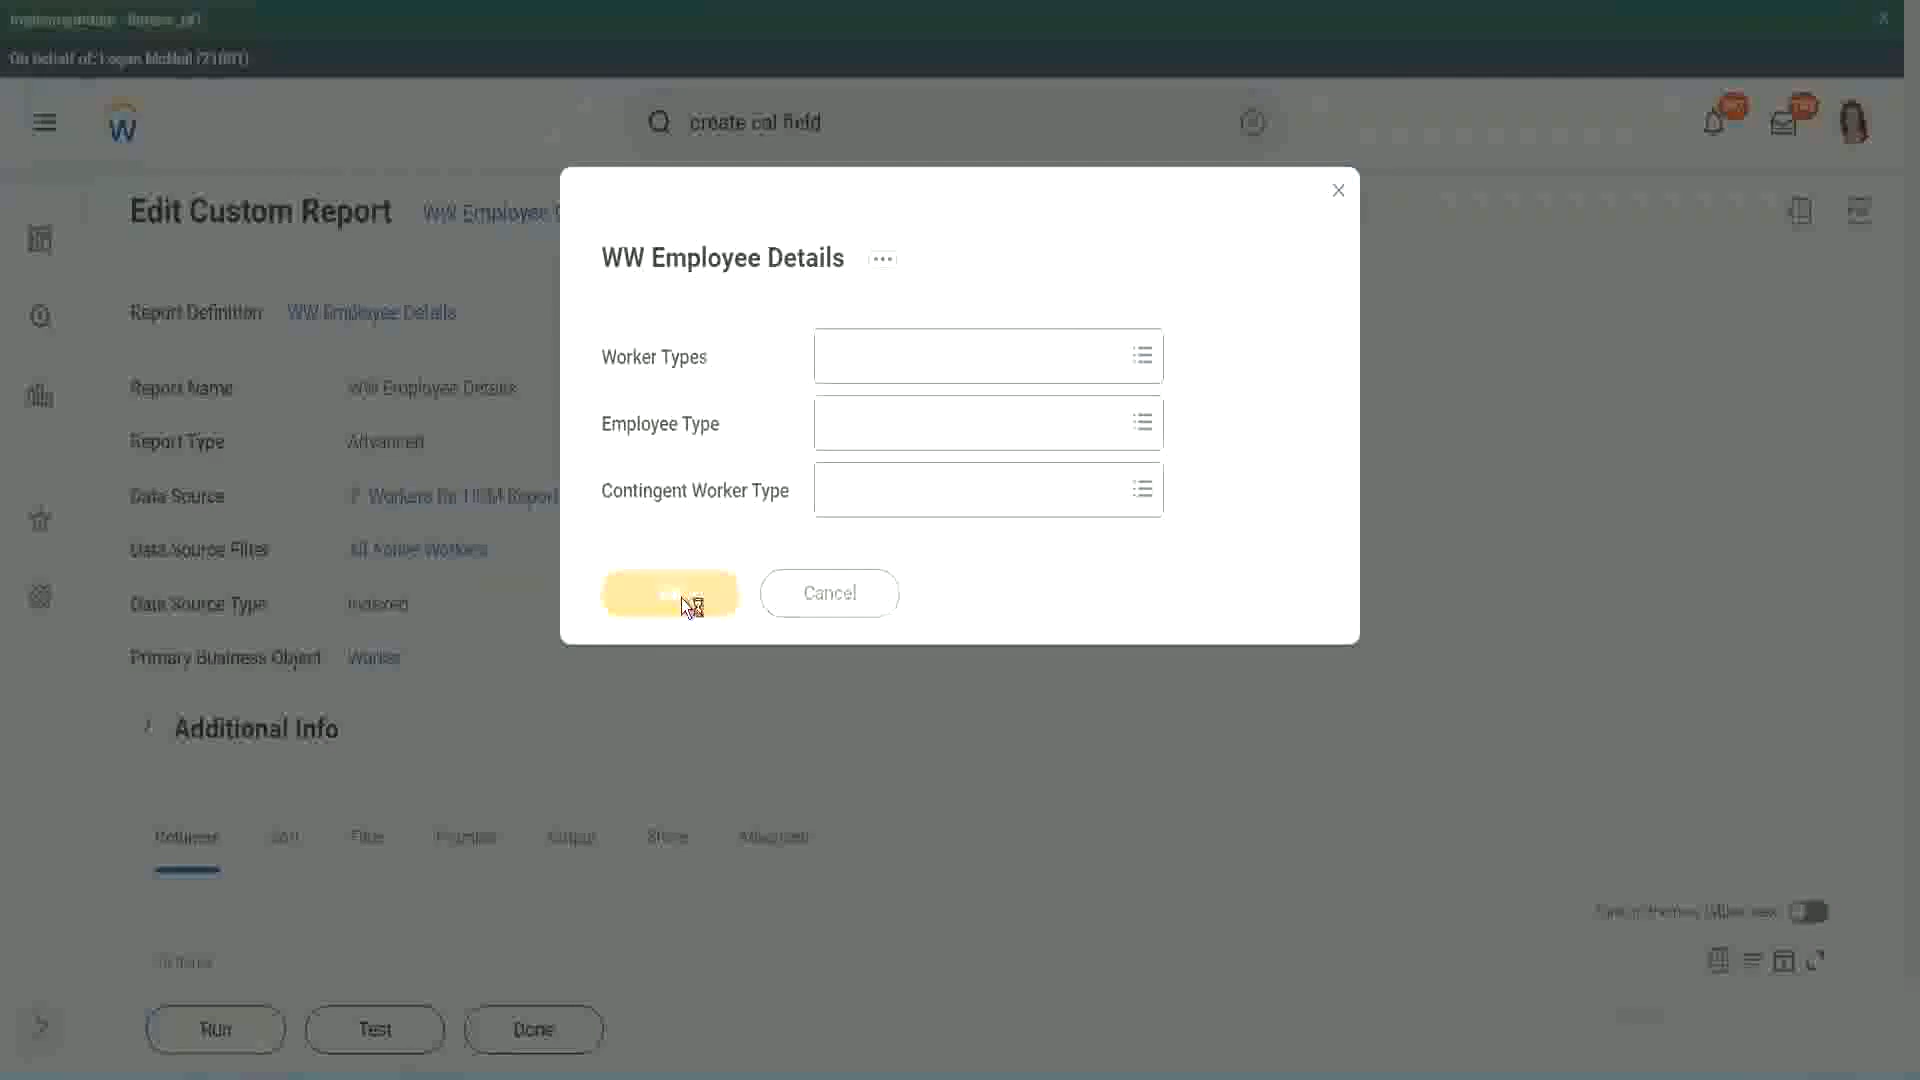 On behalf of: Logan McNeil (21001)
W
create cal field
Edit Custom Report
WW Employee
WW Employee Details
Report Definition WW Employee Details
Worker Types
Report Name WW Employee Details
Employee Type
Report Type Advanced
Contingent Worker Type
Data Source Workers for HCM Report
Data Source Filter All Active Workers
Cancel
Data Source Type Indexed
Primary Business Object Worker
Additional Info
Columns Sort Filter Prompts Output Share Advanced
Run Test Done